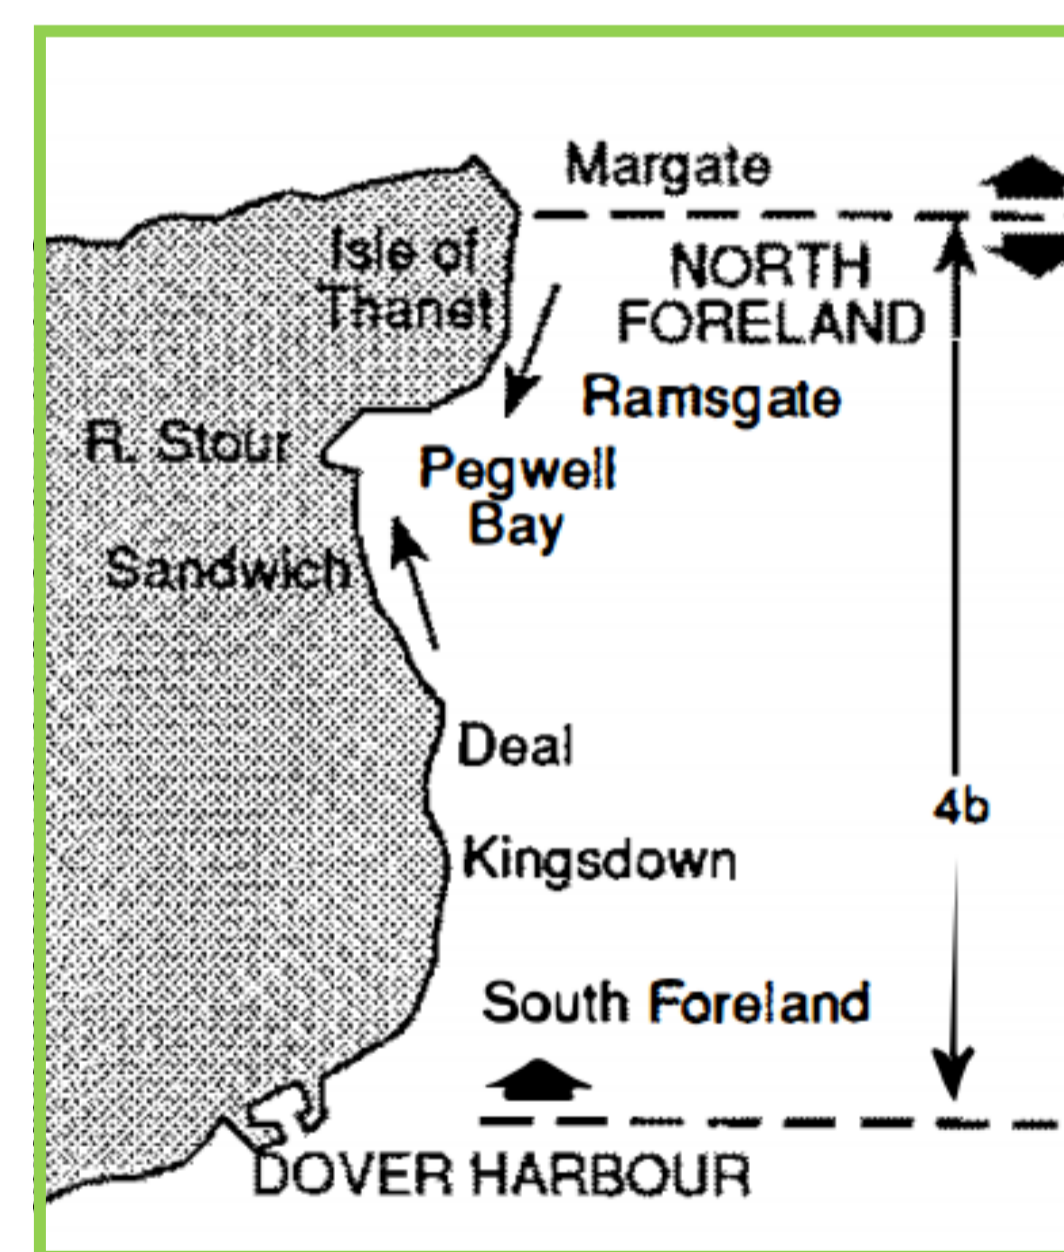 Margate
Isle of
Thanet
NORTH
FORELAND
Ramsgate
R. Stour
Pegwell
Bay
Sandwich
Deal
4b
Kingsdown
South Foreland
DOVER HARBOUR